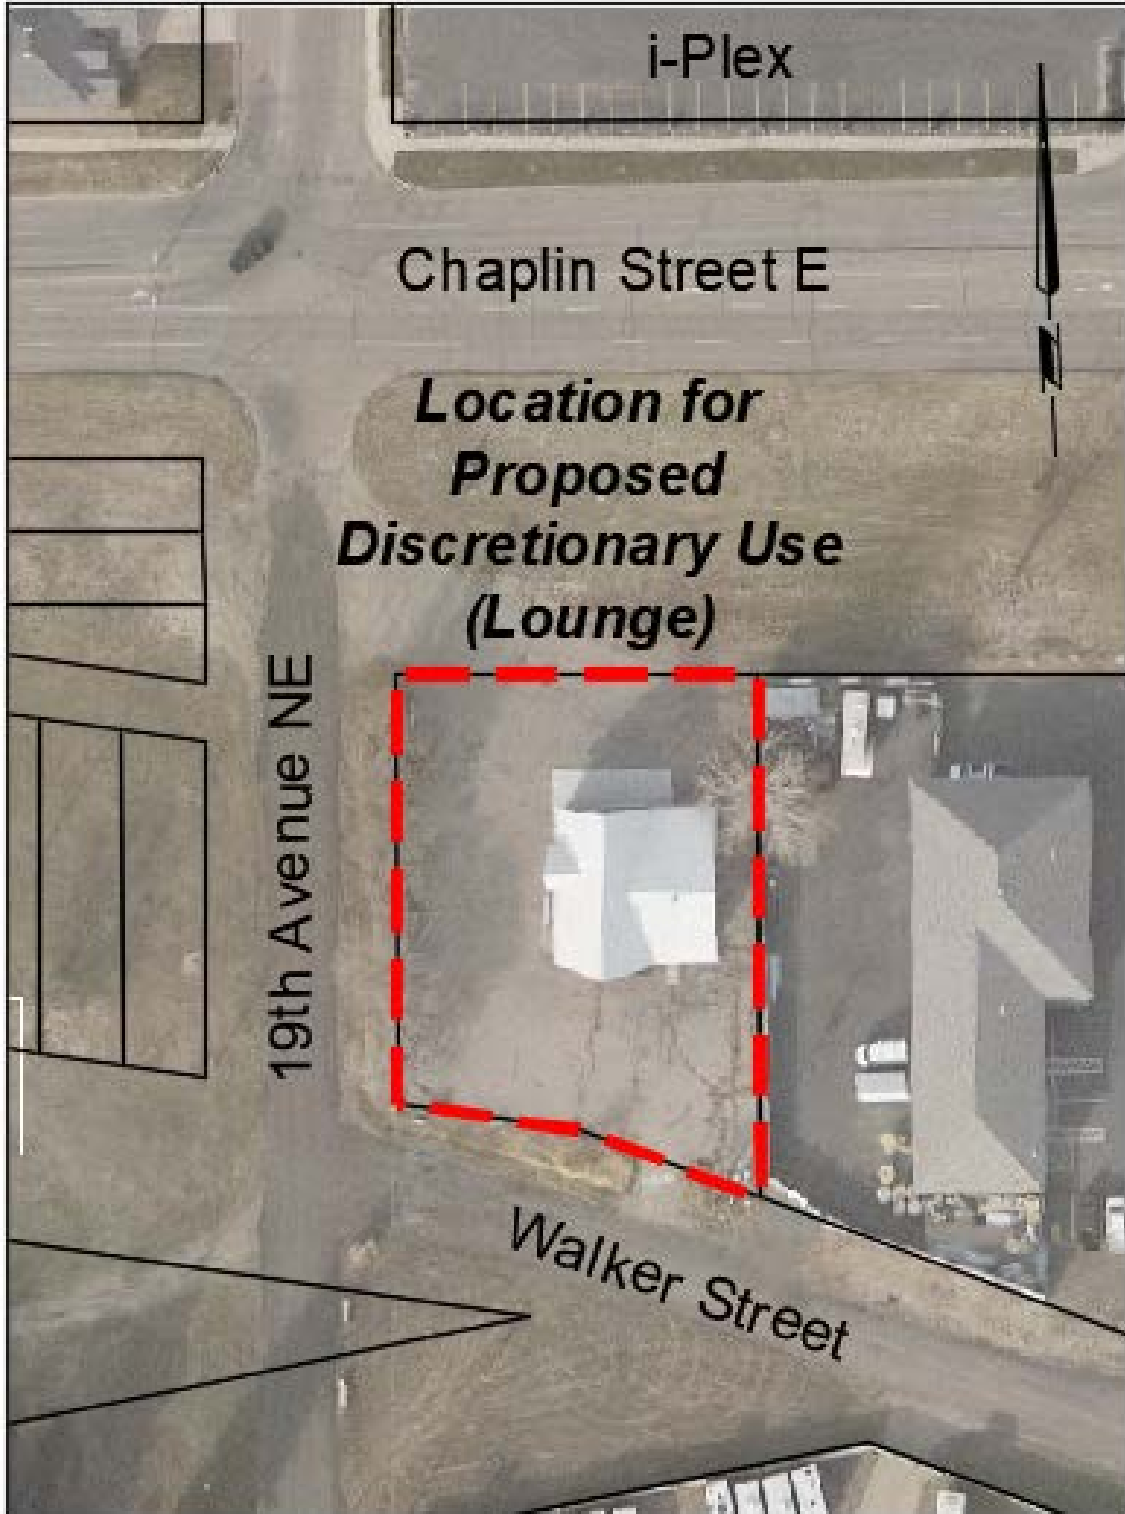 i-Plex
Chaplin Street E
Location for
Proposed
Discretionary Use
(Lounge)
19th Avenue NE
Walker Street